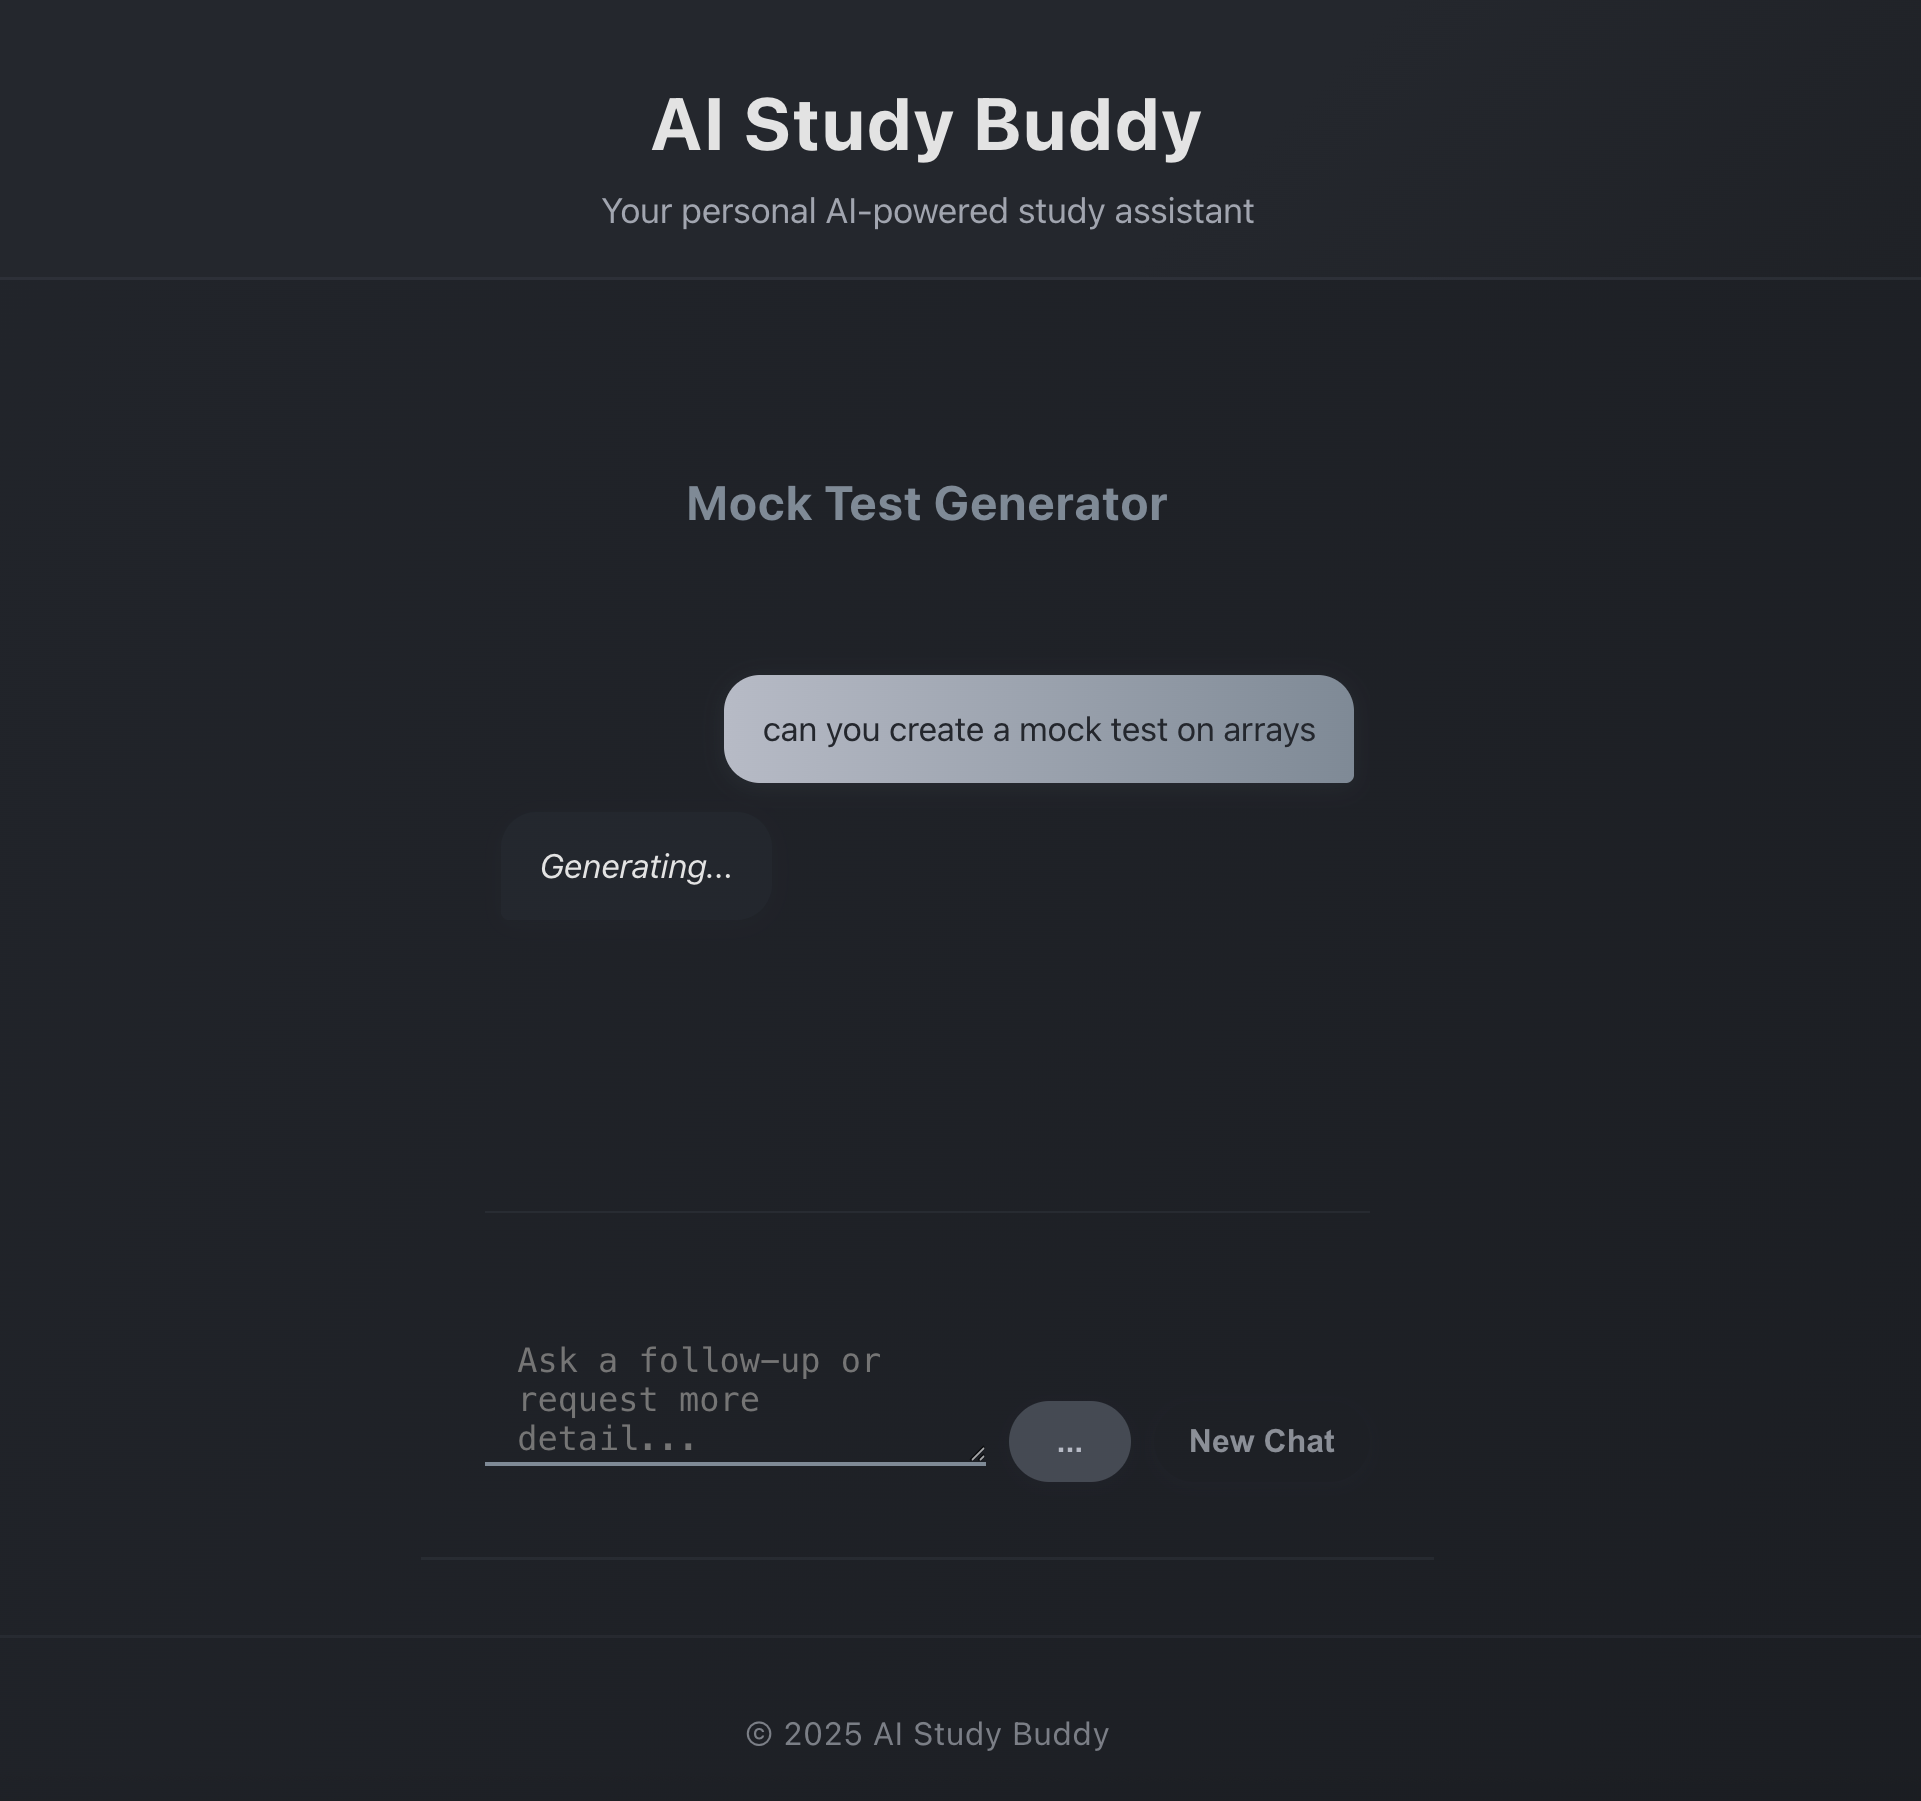 AI Study Buddy
Your personal AI-powered study assistant
Mock Test Generator
can you create a mock test on arrays
Generating...
Ask a follow-up or
request more
detail...
...
New Chat
© 2025 AI Study Buddy